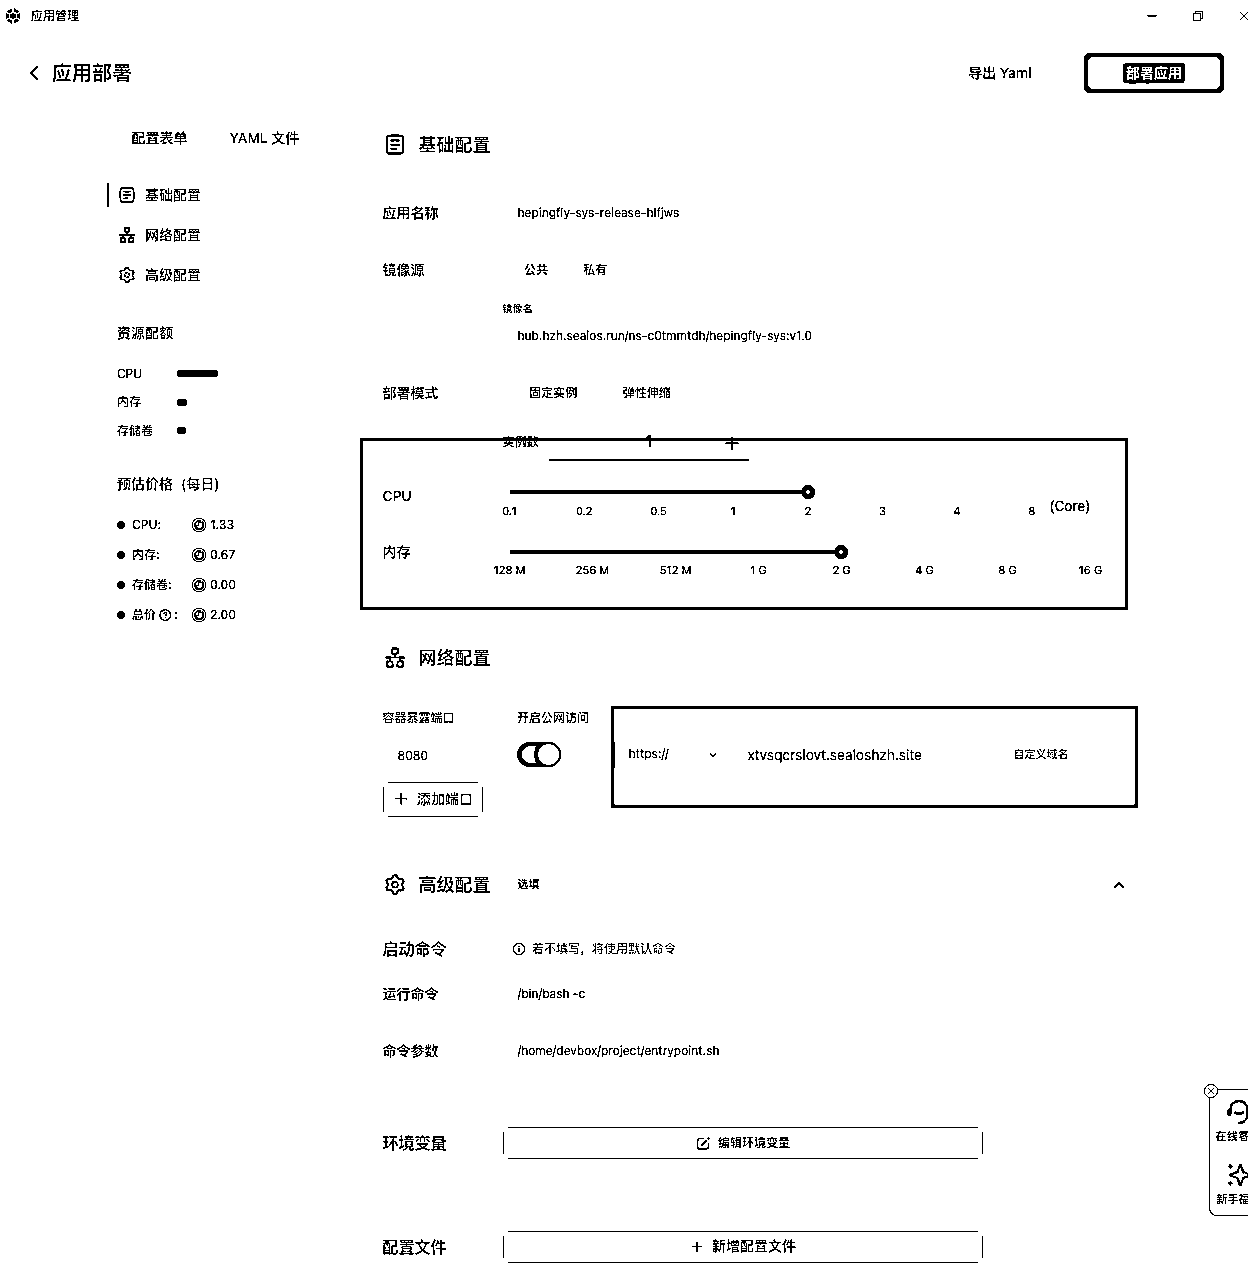 应用管理
应用部署
导出 Yaml
部署应用
配置表单 YAML 文件
基础配置
网络配置
高级配置
资源配额
CPU
内存
存储卷
预估价格 (每日)
CPU: 1.33
内存: 0.67
存储卷: 0.00
总价 : 2.00
基础配置
应用名称 hepingfly-sys-release-hlfjws
镜像源 公共 私有
镜像名
hub.hzh.sealos.run/ns-c0tmmtdh/hepingfly-sys:v1.0
部署模式 固定实例 弹性伸缩
实例数 1 +
CPU
0.1 0.2 0.5 1 2 3 4 8 (Core)
内存
128 M 256 M 512 M 1 G 2 G 4 G 8 G 16 G
网络配置
容器暴露端口 开启公网访问
8080 https:// xtvsqcrslovt.sealoshzh.site 自定义域名
+ 添加端口
高级配置 选填
启动命令 若不填写，将使用默认命令
运行命令 /bin/bash -c
命令参数 /home/devbox/project/entrypoint.sh
环境变量 编辑环境变量
配置文件 + 新增配置文件
在线客
新手福